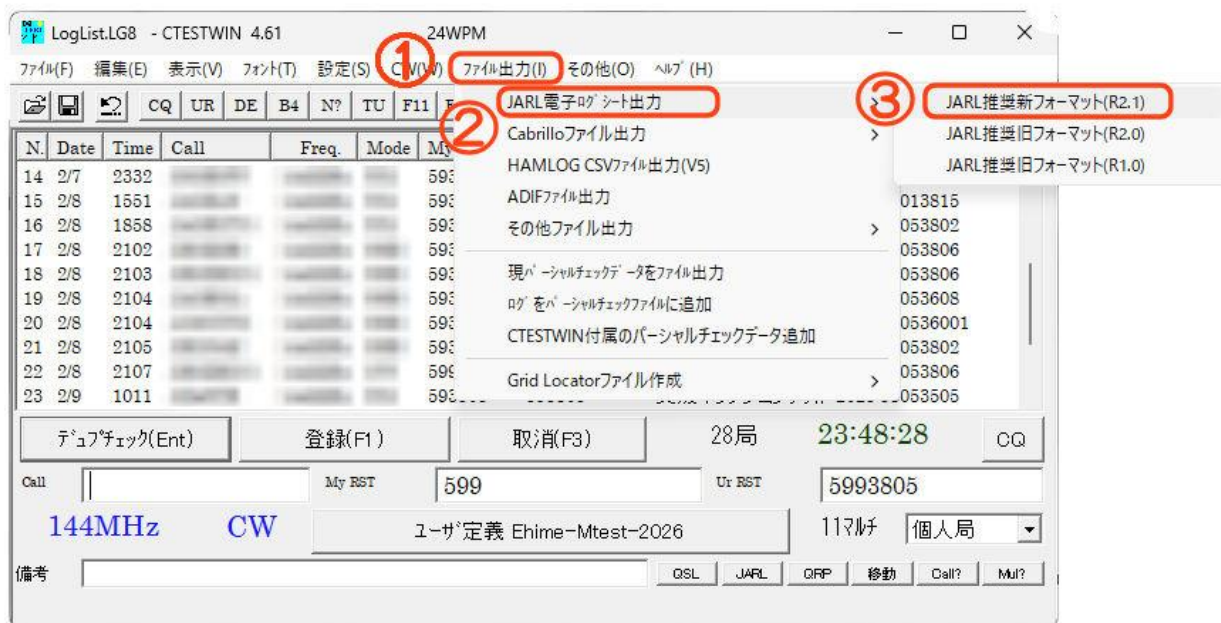 LogList.LG8 - CTESTWIN 4.61 24WPM
ファイル(F) 編集(E) 表示(V) フォント(T) 設定(S) CW(W) ファイル出力(I) その他(O) ヘルプ(H)
①
CQ UR DE B4 N? TU F11
JARL電子ログシート出力 >
②
③
JARL推奨新フォーマット(R2.1)
Cabrilloファイル出力 >
JARL推奨旧フォーマット(R2.0)
HAMLOG CSVファイル出力(V5)
JARL推奨旧フォーマット(R1.0)
ADIFファイル出力
その他ファイル出力 >
現パーシャルチェックデータをファイル出力
ログをパーシャルチェックファイルに追加
CTESTWIN付属のパーシャルチェックデータ追加
Grid Locatorファイル作成 >
N. Date Time Call Freq. Mode
14 2/7 2332 593
15 2/8 1551 593 013815
16 2/8 1858 593 053802
17 2/8 2102 593 053806
18 2/8 2103 593 053806
19 2/8 2104 593 053608
20 2/8 2104 593 0536001
21 2/8 2105 593 053802
22 2/8 2107 599 053806
23 2/9 1011 053505
デュプチェック(Ent) 登録(F1) 取消(F3) 28局 23:48:28 CQ
Call My RST 599 Ur RST 5993805
144MHz CW ユーザ定義 Ehime-Mtest-2026 11マルチ 個人局
備考 QSL JARL QRP 移動 Call? Mul?